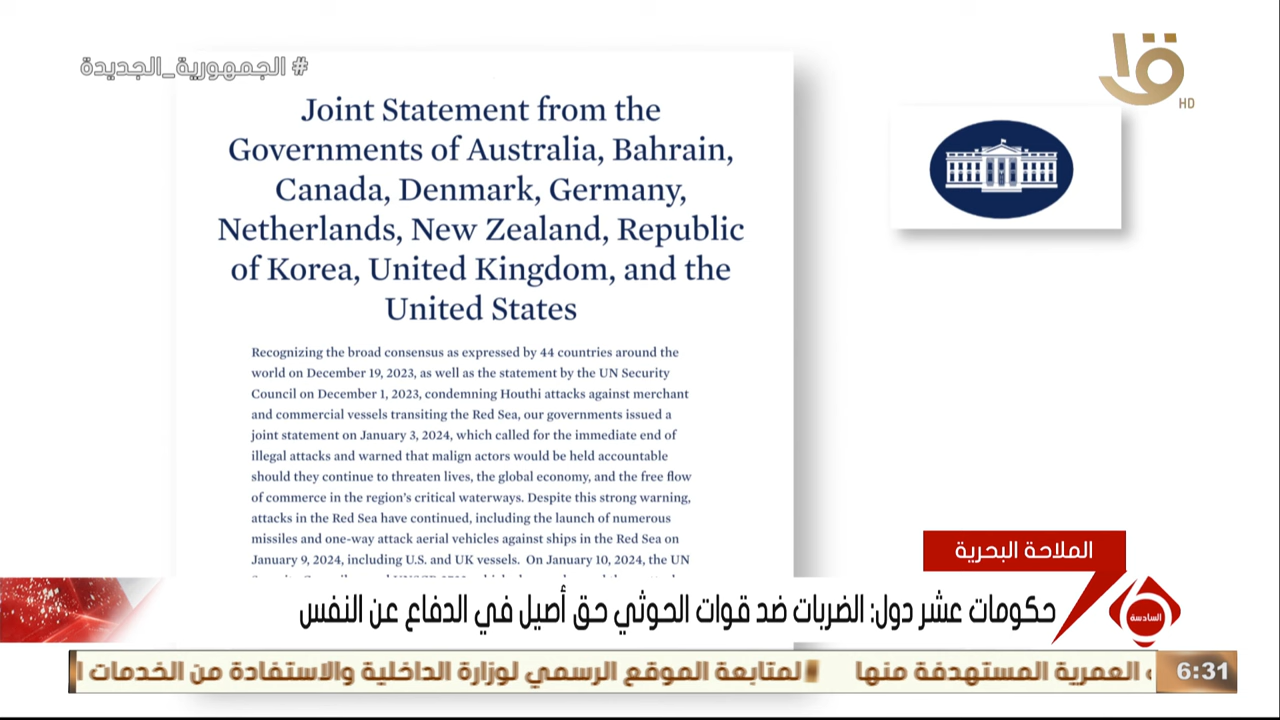 # الجمهورية_الجديدة
HD
Joint Statement from the
Governments of Australia, Bahrain,
Canada, Denmark, Germany,
Netherlands, New Zealand, Republic
of Korea, United Kingdom, and the
United States
Recognizing the broad consensus as expressed by 44 countries around the
world on December 19, 2023, as well as the statement by the UN Security
Council on December 1, 2023, condemning Houthi attacks against merchant
and commercial vessels transiting the Red Sea, our governments issued a
joint statement on January 3, 2024, which called for the immediate end of
illegal attacks and warned that malign actors would be held accountable
should they continue to threaten lives, the global economy, and the free flow
of commerce in the region's critical waterways. Despite this strong warning,
attacks in the Red Sea have continued, including the launch of numerous
missiles and one-way attack aerial vehicles against ships in the Red Sea on
January 9, 2024, including U.S. and UK vessels. On January 10, 2024, the UN
الملاحة البحرية
حكومات عشر دول: الضربات ضد قوات الحوثي حق أصيل في الدفاع عن النفس
السادسة
العمرية المستهدفة منها لمتابعة الموقع الرسمي لوزارة الداخلية والاستفادة من الخدمات
6:31